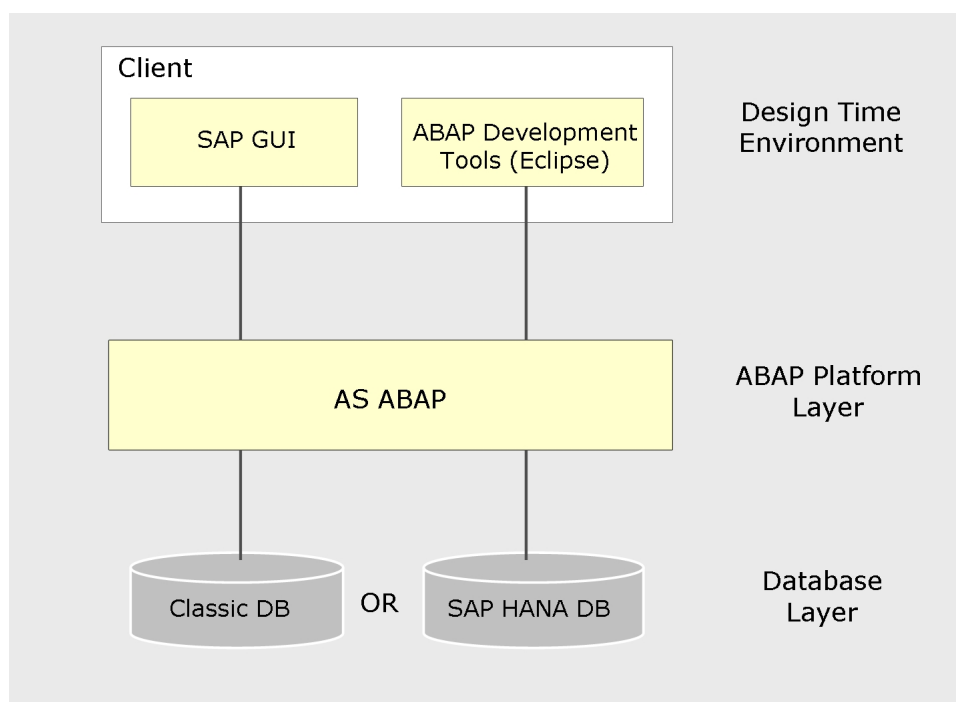 Client
SAP GUI
ABAP Development
Tools (Eclipse)
Design Time
Environment
AS ABAP
ABAP Platform
Layer
Classic DB
OR
SAP HANA DB
Database
Layer